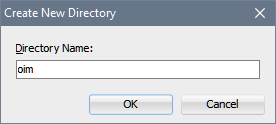 Create New Directory
Directory Name:
oim
OK
Cancel